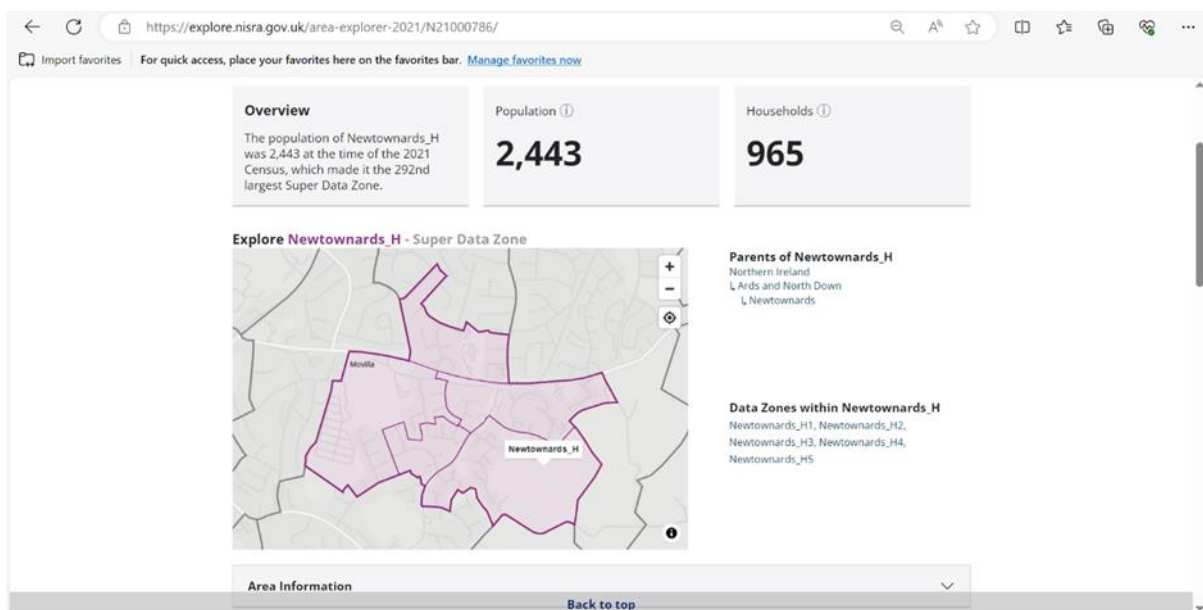 https://explore.nisra.gov.uk/area-explorer-2021/N21000786/
Import favorites
For quick access, place your favorites here on the favorites bar. Manage favorites now
Overview
The population of Newtownards_H
was 2,443 at the time of the 2021
Census, which made it the 292nd
largest Super Data Zone.
Population
2,443
Households
965
Explore Newtownards_H - Super Data Zone
Movilla
Newtownards_H
Parents of Newtownards_H
Northern Ireland
Ards and North Down
Newtownards
Data Zones within Newtownards_H
Newtownards_H1, Newtownards_H2,
Newtownards_H3, Newtownards_H4,
Newtownards_H5
Area Information
Back to top